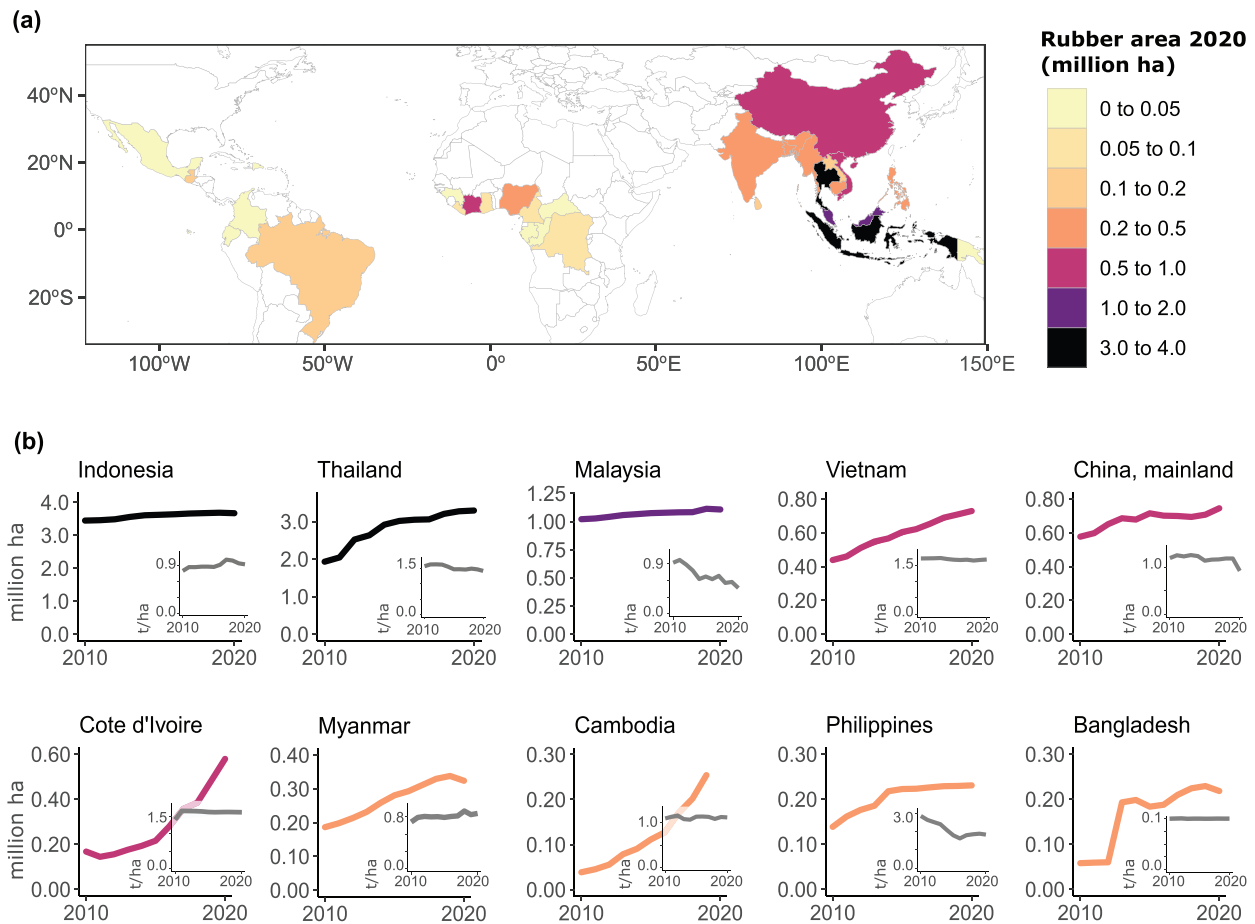 (a)
Rubber area 2020
(million ha)
40ºN
20ºN
0º
20ºS
100ºW
50ºW
0º
50ºE
100ºE
150ºE
0 to 0.05
0.05 to 0.1
0.1 to 0.2
0.2 to 0.5
0.5 to 1.0
1.0 to 2.0
3.0 to 4.0
(b)
Indonesia
million ha
4.0
3.0
2.0
1.0
0.0
2010
2020
t/ha
0.9
0.0
2010
2020
Thailand
3.0
2.0
1.0
0.0
2010
2020
t/ha
1.5
0.0
2010
2020
Malaysia
1.25
1.00
0.75
0.50
0.25
0.00
2010
2020
t/ha
0.9
0.0
2010
2020
Vietnam
0.80
0.60
0.40
0.20
0.00
2010
2020
t/ha
1.5
0.0
2010
2020
China, mainland
0.80
0.60
0.40
0.20
0.00
2010
2020
t/ha
1.0
0.0
2010
2020
Cote d'Ivoire
million ha
0.60
0.40
0.20
0.00
2010
2020
t/ha
1.5
0.0
2010
2020
Myanmar
0.40
0.30
0.20
0.10
0.00
2010
2020
t/ha
0.8
0.0
2010
2020
Cambodia
0.30
0.20
0.10
0.00
2010
2020
t/ha
1.0
0.0
2010
2020
Philippines
0.30
0.20
0.10
0.00
2010
2020
t/ha
3.0
0.0
2010
2020
Bangladesh
0.30
0.20
0.10
0.00
2010
2020
t/ha
0.1
0.0
2010
2020